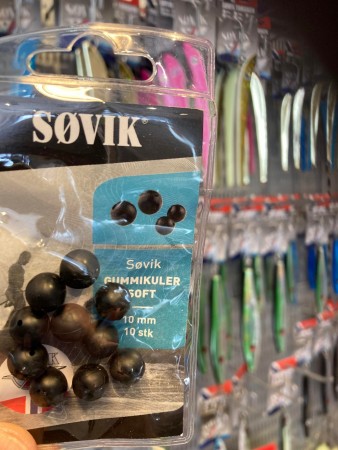 SØVIK®
Søvik
GUMMIKULER
SOFT
10 mm
10 stk